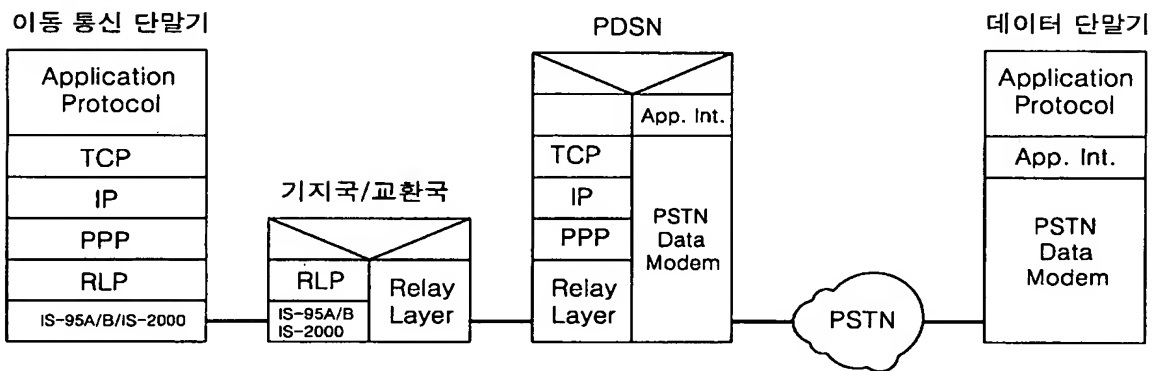 이동 통신 단말기
Application
Protocol
TCP
IP
PPP
RLP
IS-95A/B/IS-2000
기지국/교환국
RLP
IS-95A/B
IS-2000
Relay
Layer
PDSN
App. Int.
TCP
IP
PPP
Relay
Layer
PSTN
Data
Modem
PSTN
데이터 단말기
Application
Protocol
App. Int.
PSTN
Data
Modem